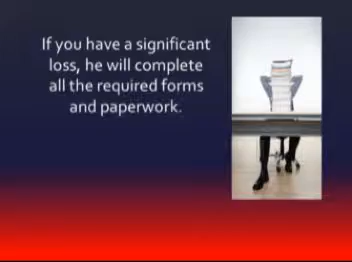 If you have a significant
loss, he will complete
all the required forms
and paperwork.